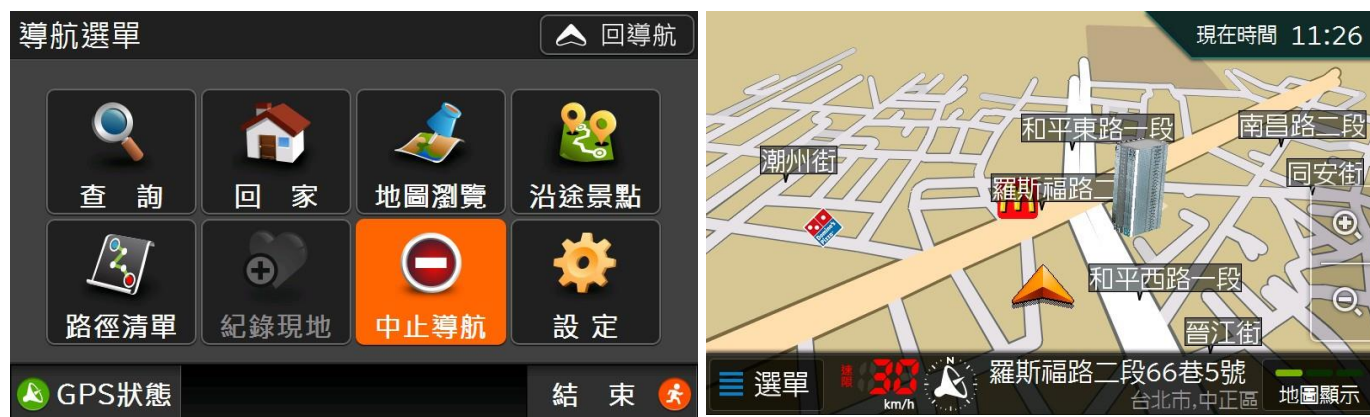 導航選單
回導航
查 詢
回 家
地圖瀏覽
沿途景點
路徑清單
紀錄現地
中止導航
設 定
GPS狀態
結 束
現在時間 11:26
和平東路一段
南昌路二段
潮州街
同安街
羅斯福路二
和平西路一段
晉江街
選單
速限
30
km/h
N
羅斯福路二段66巷5號
台北市,中正區
地圖顯示